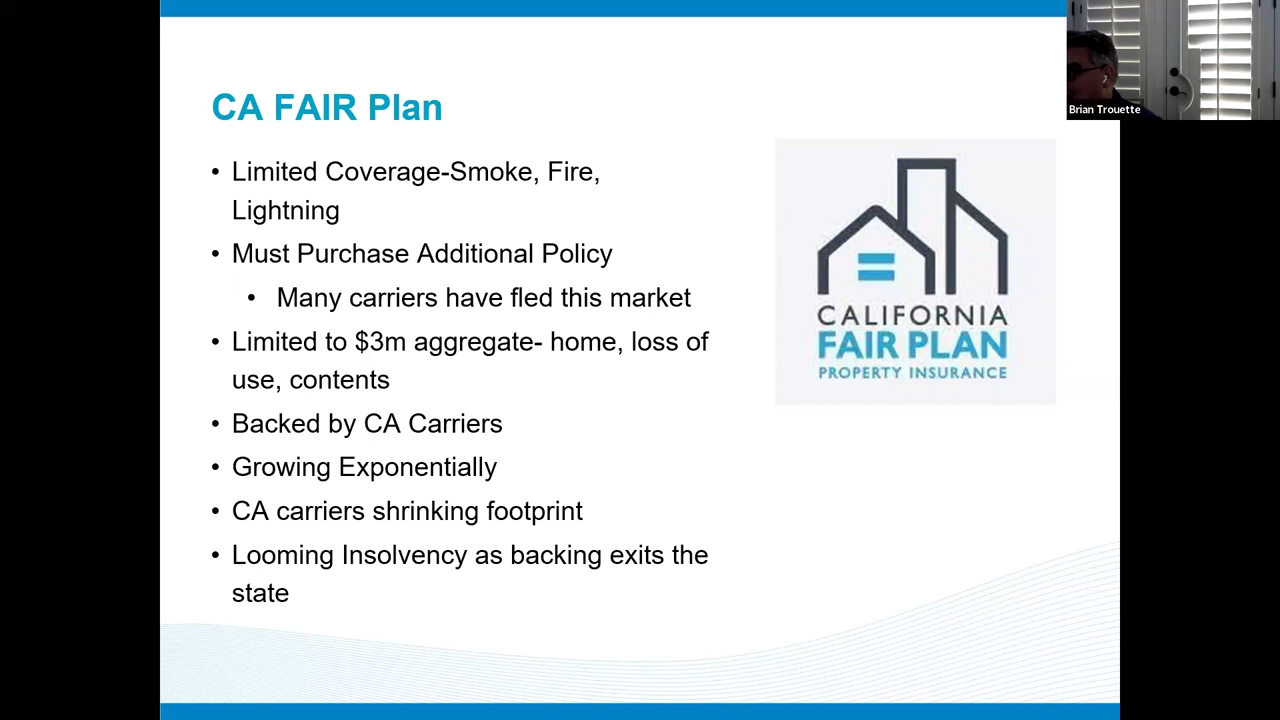 Brian Trouette
CA FAIR Plan
• Limited Coverage-Smoke, Fire,
Lightning
• Must Purchase Additional Policy
• Many carriers have fled this market
• Limited to $3m aggregate- home, loss of
use, contents
• Backed by CA Carriers
• Growing Exponentially
• CA carriers shrinking footprint
• Looming Insolvency as backing exits the
state
CALIFORNIA
FAIR PLAN
PROPERTY INSURANCE